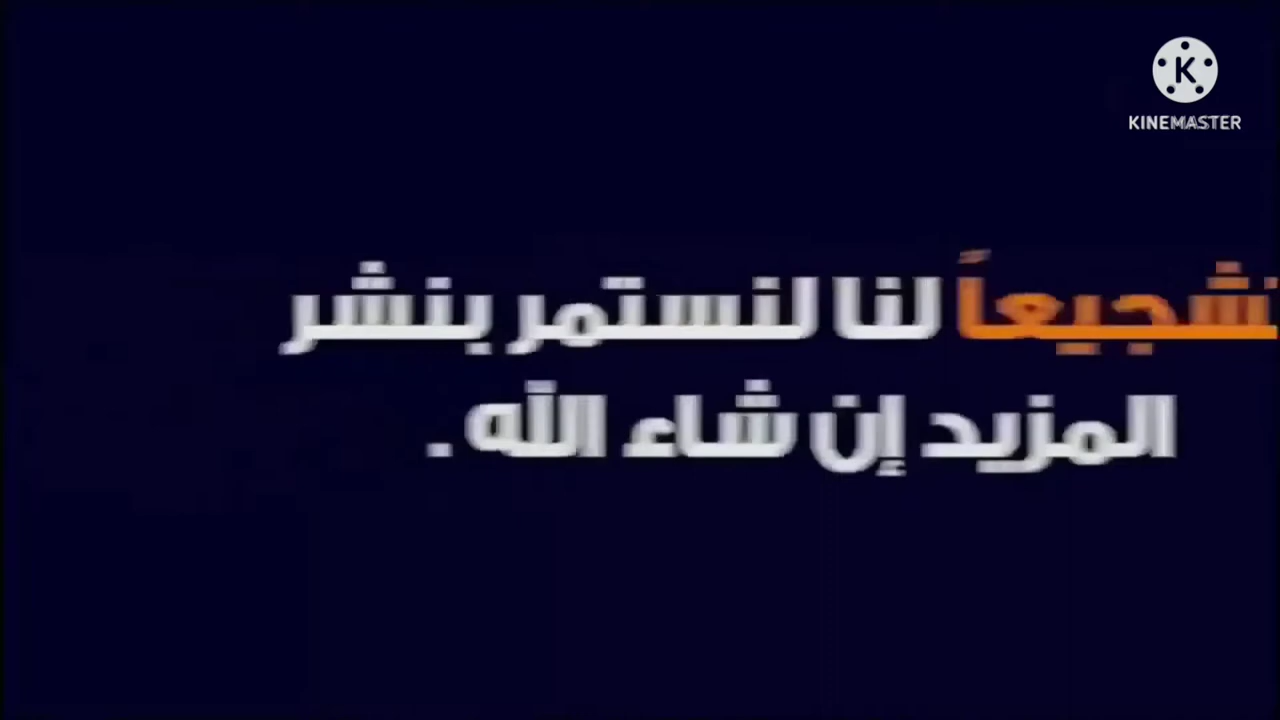 KINEMASTER
تشجيعاً لنا لنستمر بنشر
المزيد إن شاء الله .